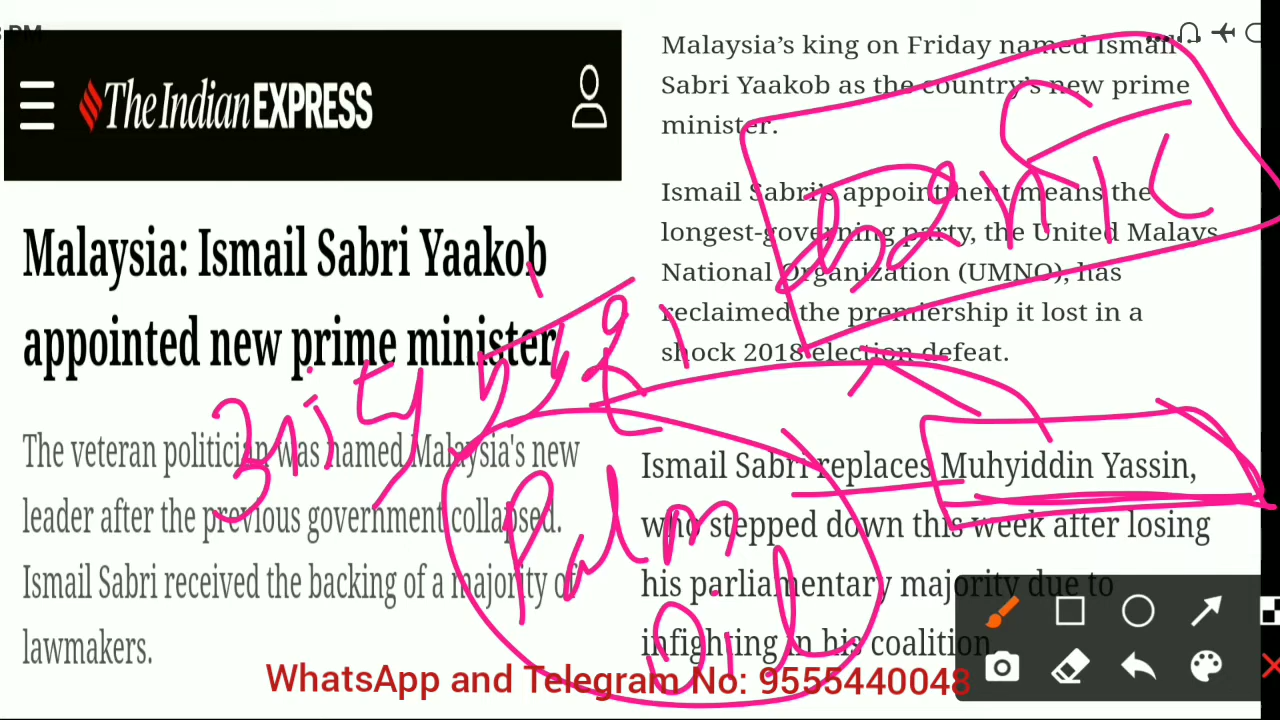 The Indian EXPRESS
Malaysia: Ismail Sabri Yaakob
appointed new prime minister
The veteran politician was named Malaysia's new
leader after the previous government collapsed.
Ismail Sabri received the backing of a majority of
lawmakers.
Malaysia's king on Friday named Ismail
Sabri Yaakob as the country's new prime
minister.
Ismail Sabri's appointment means the
longest-governing party, the United Malays
National Organization (UMNO), has
reclaimed the premiership it lost in a
shock 2018 election defeat.
Ismail Sabri replaces Muhyiddin Yassin,
who stepped down this week after losing
his parliamentary majority due to
infighting in his coalition
Palm
Oil
WhatsApp and Telegram No: 9555440048